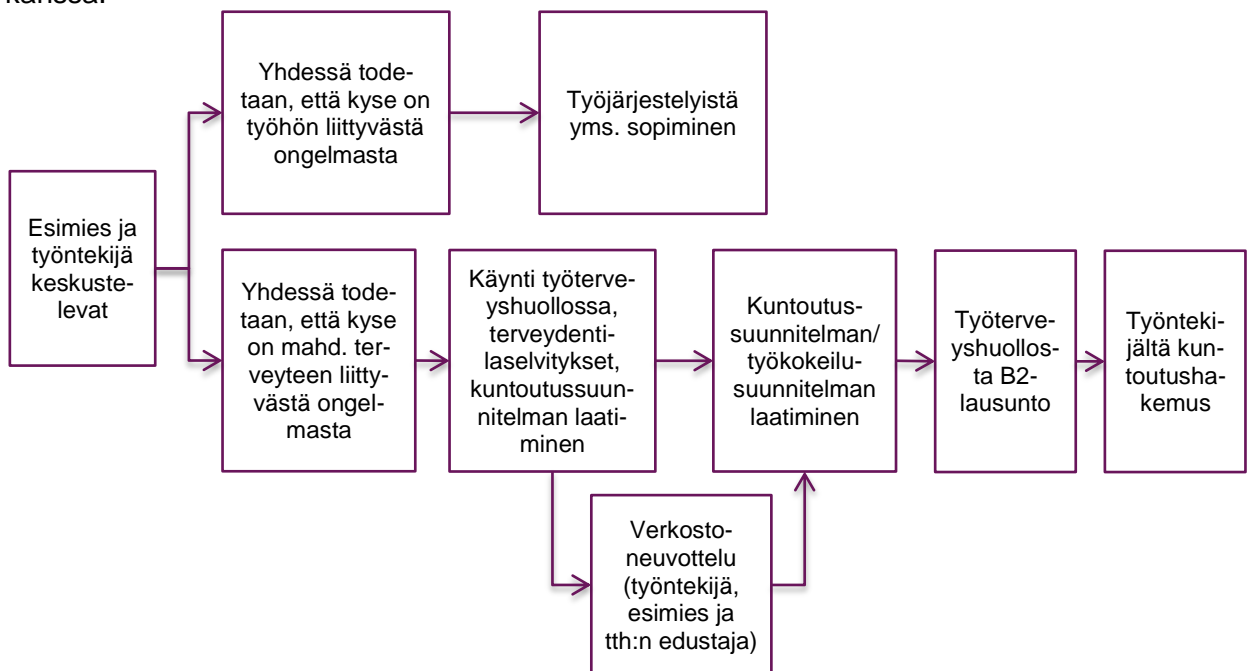 kanssa.
Yhdessä tode-
taan, että kyse on
työhön liittyvästä
ongelmasta
Työjärjestelyistä
yms. sopiminen
Esimies ja
työntekijä
keskuste-
levat
Yhdessä tode-
taan, että kyse
on mahd. ter-
veyteen liitty-
västä ongel-
masta
Käynti työterve-
yshuollossa,
terveydenti-
laselvitykset,
kuntoutussuun-
nitelman laati-
minen
Kuntoutus-
suunnitelman/
työkokeilu-
suunnitelman
laatiminen
Työterve-
yshuollos-
ta B2-
lausunto
Työnteki-
jältä kun-
toutusha-
kemus
Verkosto-
neuvottelu
(työntekijä,
esimies ja
tth:n edustaja)